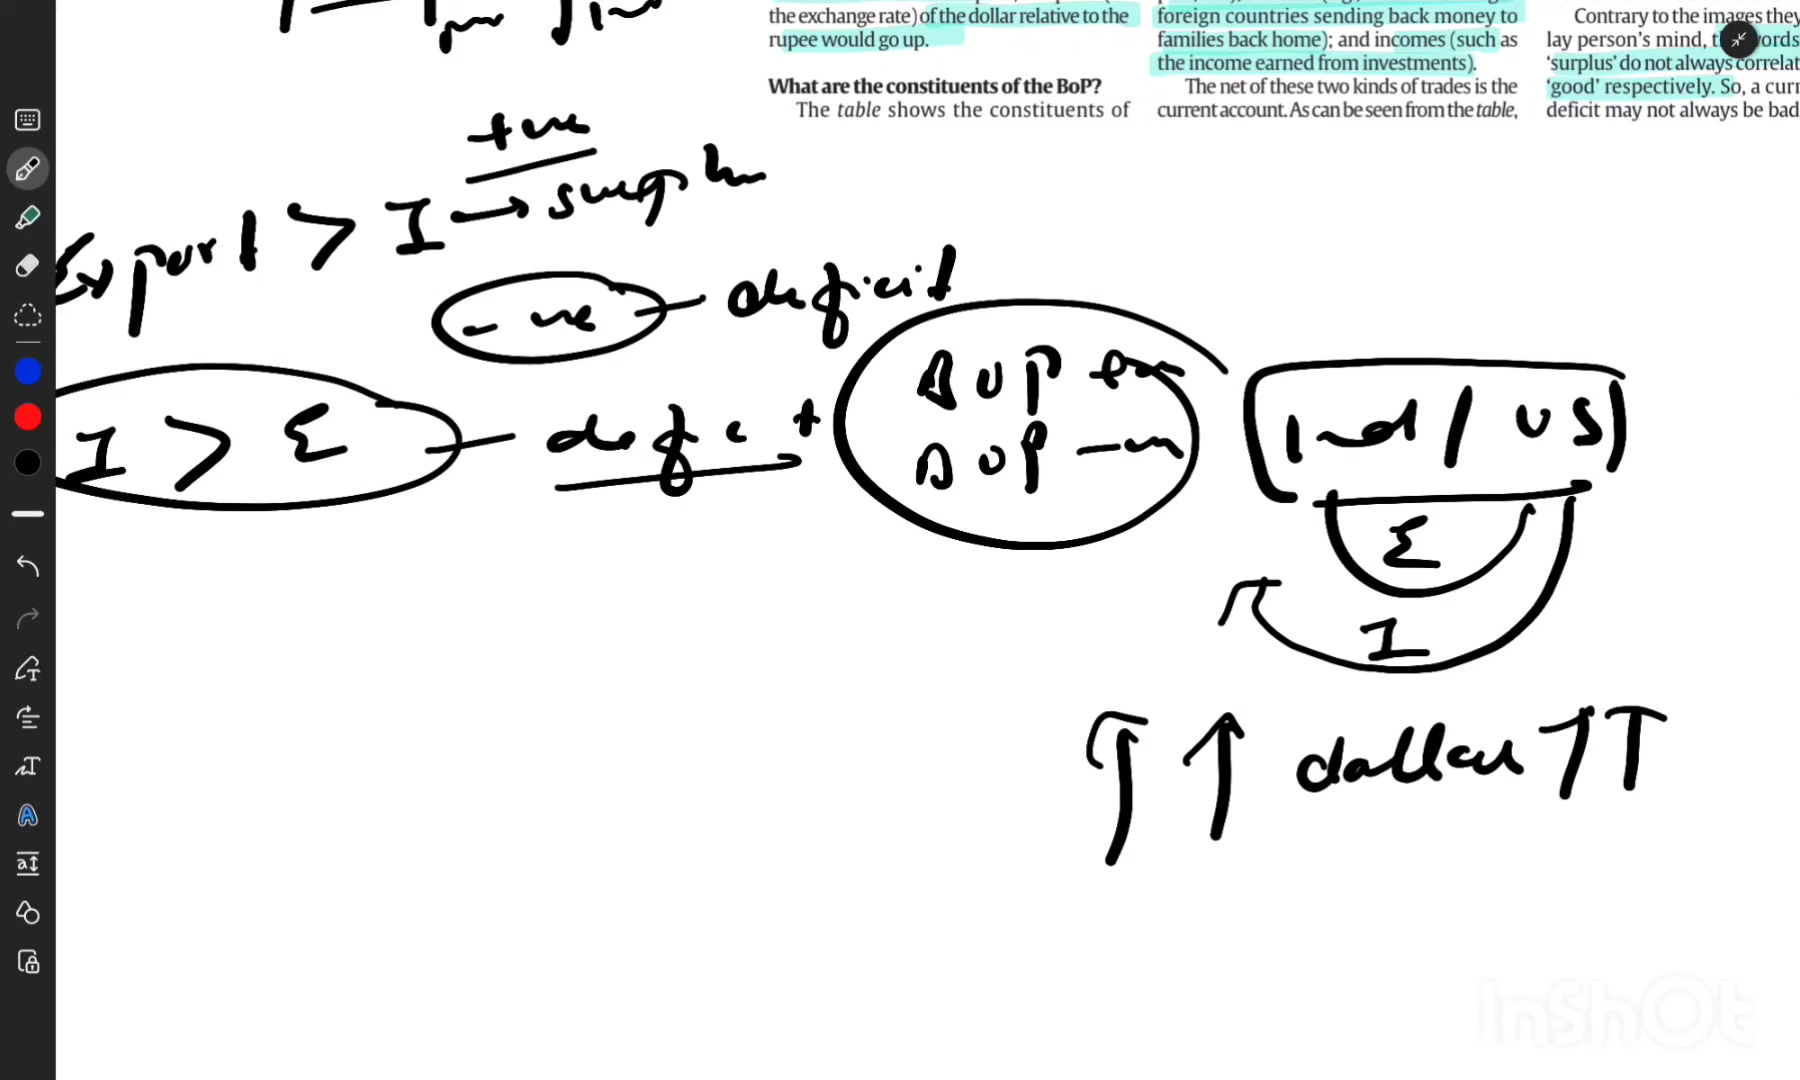 the exchange rate) of the dollar relative to the
rupee would go up.
What are the constituents of the BoP?
The table shows the constituents of
foreign countries sending back money to
families back home); and incomes (such as
the income earned from investments).
The net of these two kinds of trades is the
current account. As can be seen from the table,
Contrary to the images they
lay person's mind,
'surplus' do not always correlat
'good' respectively. So, a curr
deficit may not always be bad
+ve
Export > I → surplus
-ve - deficit
I > E - deficit
BOP +ve
BOP -ve
Ind / US
E
I
↑ ↑ dollar ↑↑
InShOt